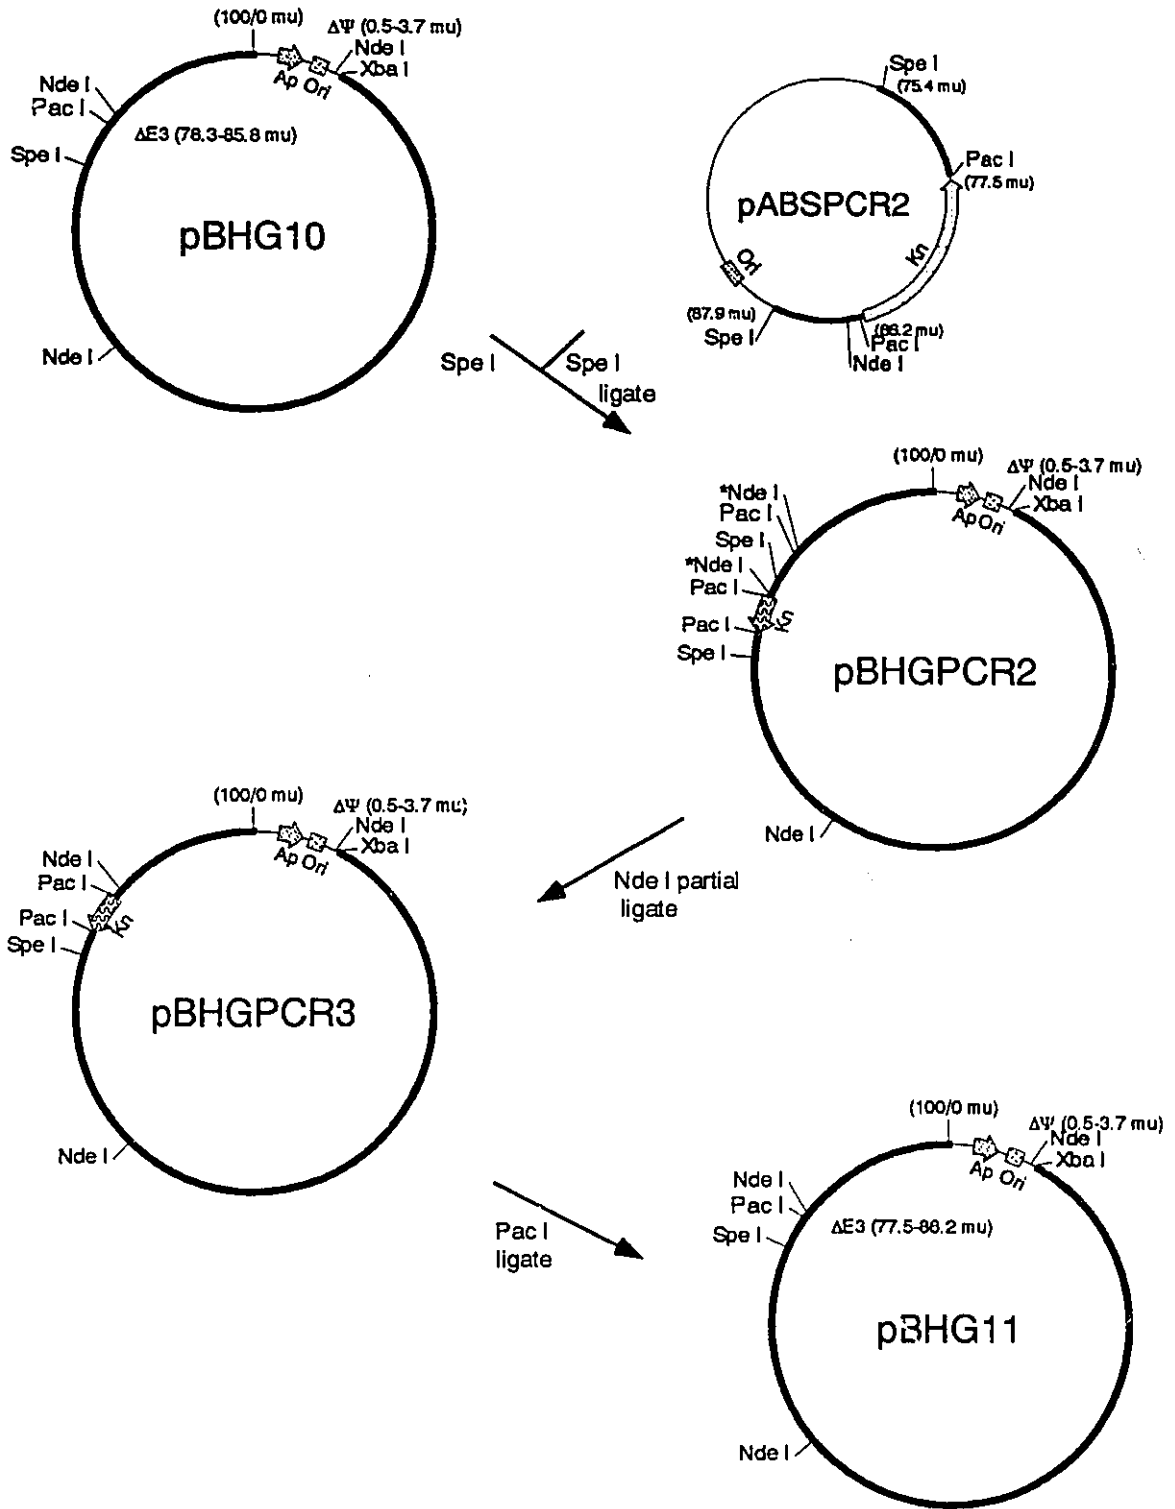 (100/0 mu)
ΔΨ (0.5-3.7 mu)
Nde I
Xba I
Ap Ori
Nde I
Pac I
Spe I
ΔE3 (78.3-85.8 mu)
pBHG10
Nde I
Spe I
(75.4 mu)
Pac I
(77.5 mu)
pABSPCR2
Kn
Ori
(87.9 mu)
Spe I
(86.2 mu)
Pac I
Nde I
Spe I
Spe I
ligate
(100/0 mu)
ΔΨ (0.5-3.7 mu)
Nde I
Xba I
Ap Ori
*Nde I
Pac I
Spe I
*Nde I
Pac I
Kn
Pac I
Spe I
pBHGPCR2
Nde I
Nde I partial
ligate
(100/0 mu)
ΔΨ (0.5-3.7 mu)
Nde I
Xba I
Ap Ori
Nde I
Pac I
Kn
Pac I
Spe I
pBHGPCR3
Nde I
Pac I
ligate
(100/0 mu)
ΔΨ (0.5-3.7 mu)
Nde I
Xba I
Ap Ori
Nde I
Pac I
Spe I
ΔE3 (77.5-86.2 mu)
pBHG11
Nde I